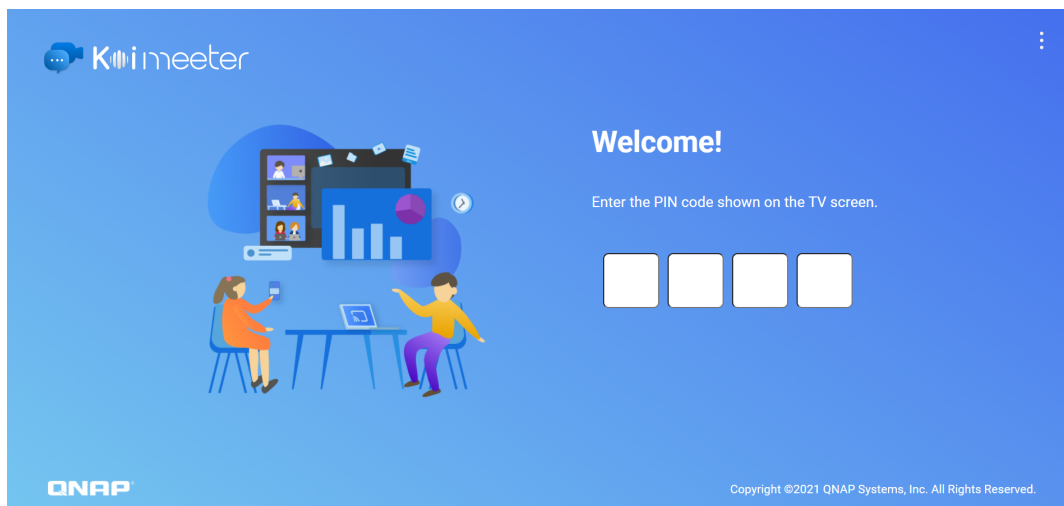 Koimeeter
Welcome!
Enter the PIN code shown on the TV screen.
QNAP
Copyright ©2021 QNAP Systems, Inc. All Rights Reserved.